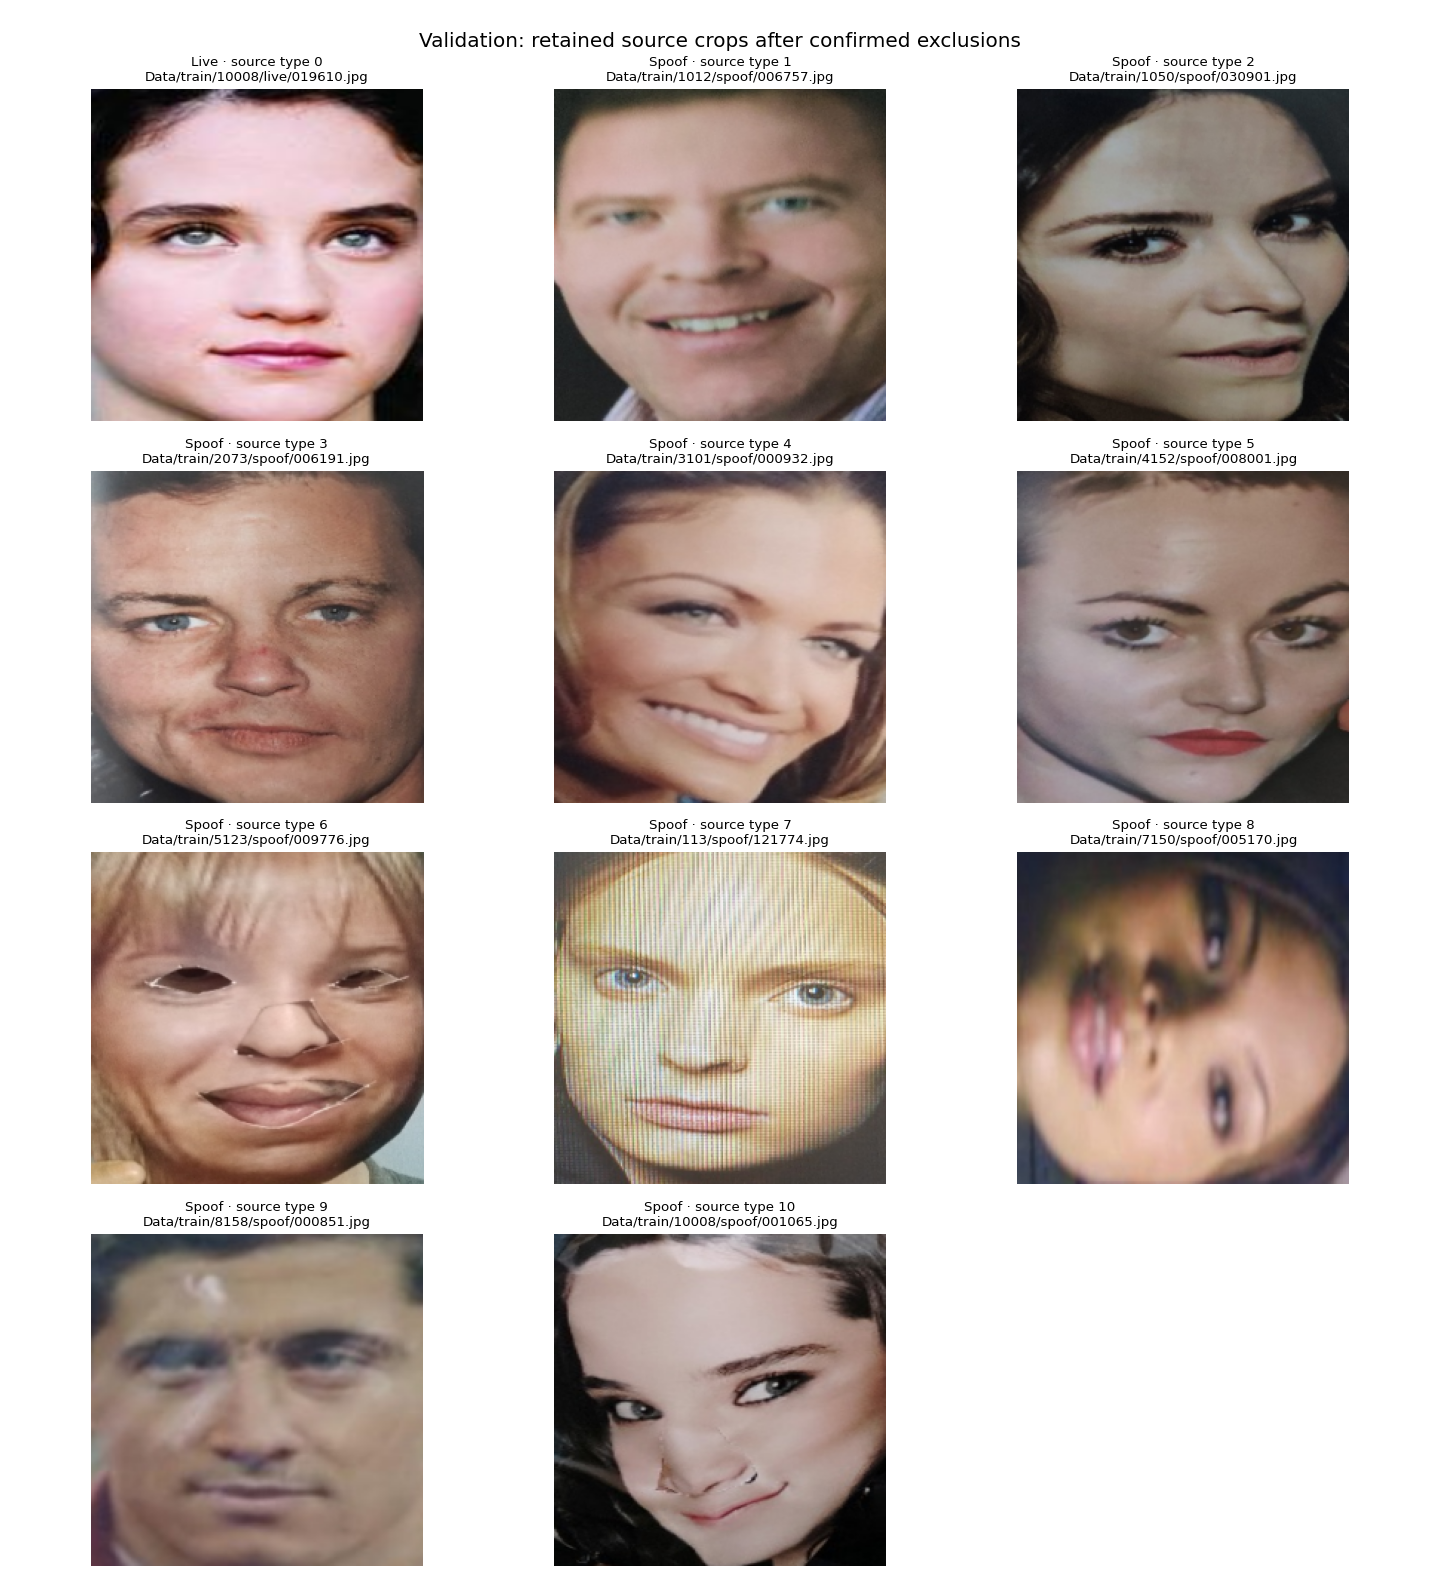 Validation: retained source crops after confirmed exclusions
Live · source type 0
Data/train/10008/live/019610.jpg
Spoof · source type 1
Data/train/1012/spoof/006757.jpg
Spoof · source type 2
Data/train/1050/spoof/030901.jpg
Spoof · source type 3
Data/train/2073/spoof/006191.jpg
Spoof · source type 4
Data/train/3101/spoof/000932.jpg
Spoof · source type 5
Data/train/4152/spoof/008001.jpg
Spoof · source type 6
Data/train/5123/spoof/009776.jpg
Spoof · source type 7
Data/train/113/spoof/121774.jpg
Spoof · source type 8
Data/train/7150/spoof/005170.jpg
Spoof · source type 9
Data/train/8158/spoof/000851.jpg
Spoof · source type 10
Data/train/10008/spoof/001065.jpg